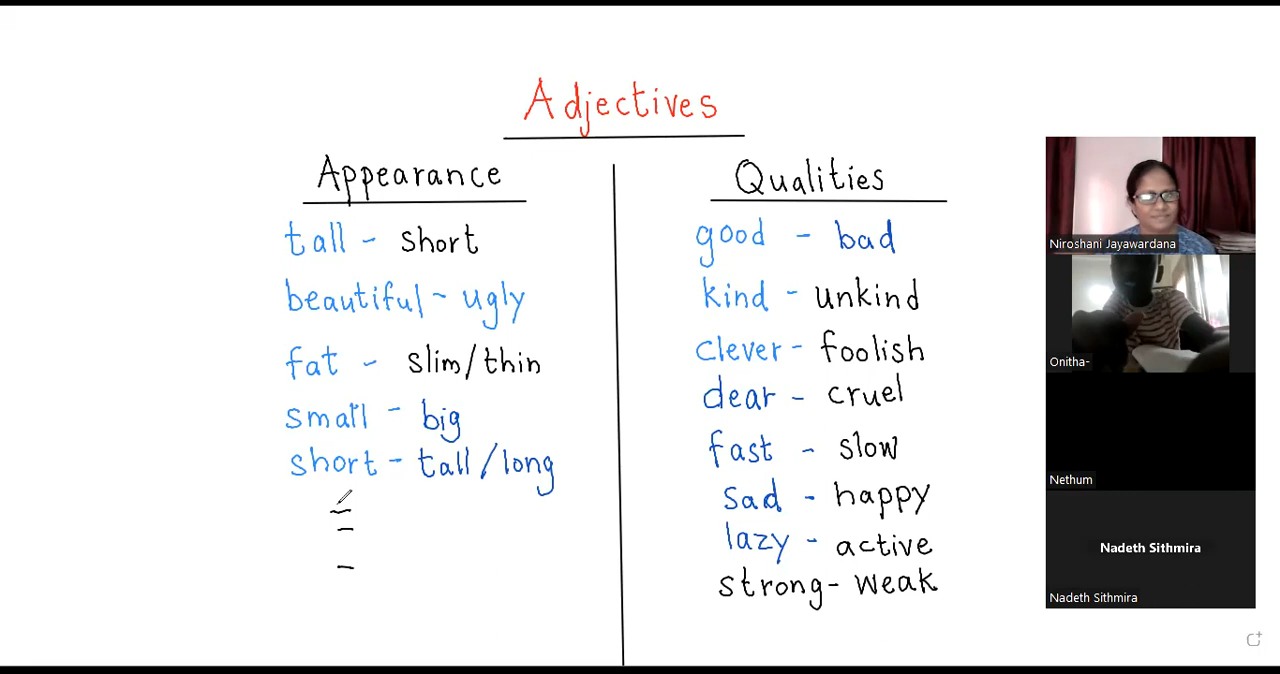 Adjectives
Appearance
tall - short
beautiful - ugly
fat - slim/thin
small - big
short - tall/long
Qualities
good - bad
kind - unkind
clever - foolish
dear - cruel
fast - slow
sad - happy
lazy - active
strong - weak
Niroshani Jayawardana
Onitha-
Nethum
Nadeth Sithmira
Nadeth Sithmira